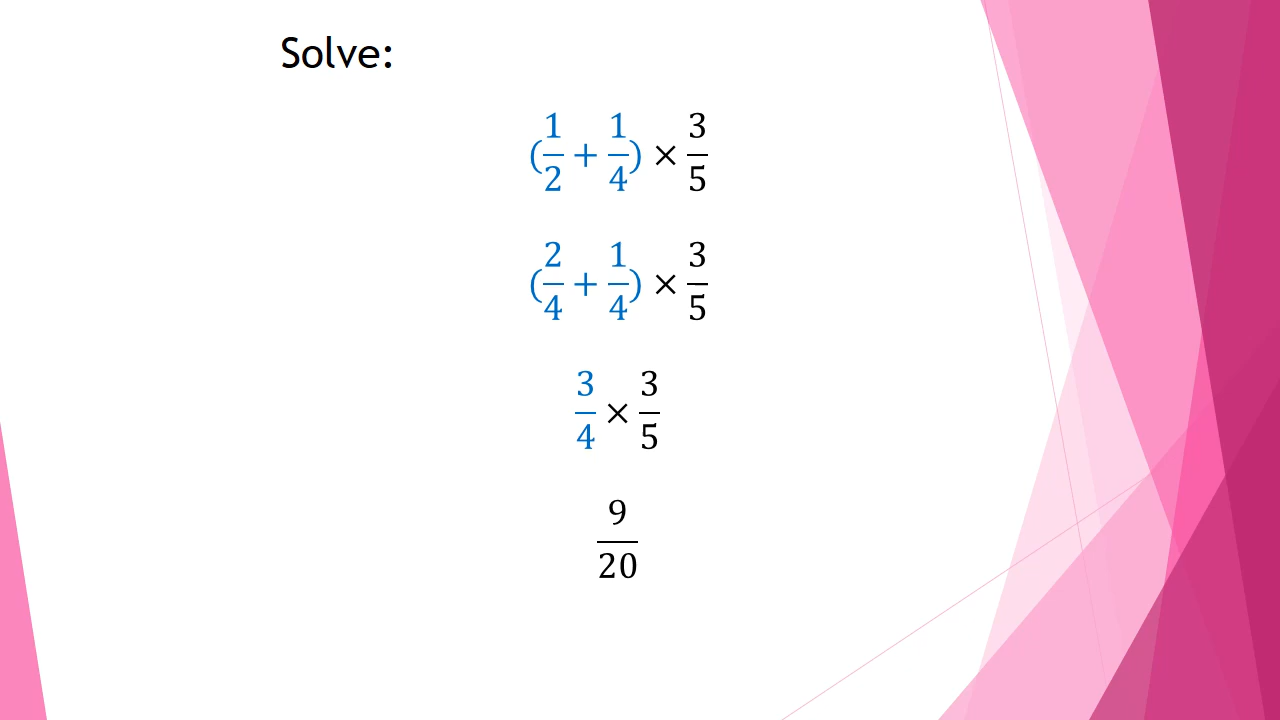 Solve:
(1/2 + 1/4) × 3/5
(2/4 + 1/4) × 3/5
3/4 × 3/5
9/20